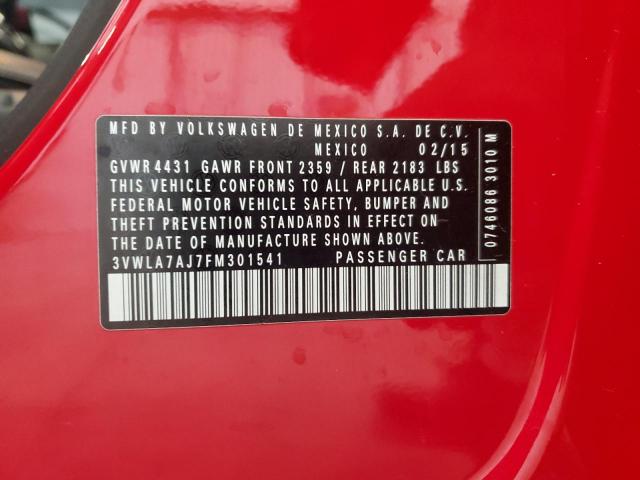 MFD BY VOLKSWAGEN DE MEXICO S.A. DE C.V.
MEXICO 02/15
GVWR 4431 GAWR FRONT 2359 / REAR 2183 LBS
THIS VEHICLE CONFORMS TO ALL APPLICABLE U.S.
FEDERAL MOTOR VEHICLE SAFETY, BUMPER AND
THEFT PREVENTION STANDARDS IN EFFECT ON
THE DATE OF MANUFACTURE SHOWN ABOVE.
3VWLA7AJ7FM301541 PASSENGER CAR
0746086 3010 M